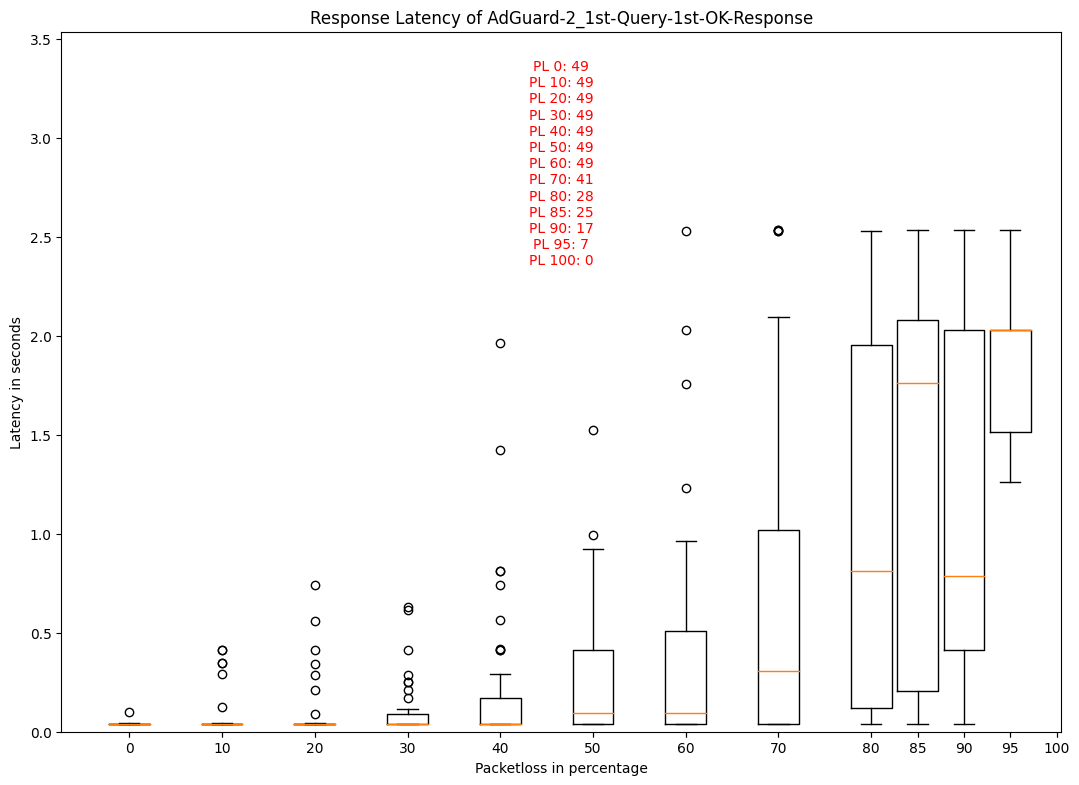 Response Latency of AdGuard-2_1st-Query-1st-OK-Response
3.5
3.0
2.5
2.0
1.5
1.0
0.5
0.0
Latency in seconds
PL 0: 49
PL 10: 49
PL 20: 49
PL 30: 49
PL 40: 49
PL 50: 49
PL 60: 49
PL 70: 41
PL 80: 28
PL 85: 25
PL 90: 17
PL 95: 7
PL 100: 0
0 10 20 30 40 50 60 70 80 85 90 95 100
Packetloss in percentage